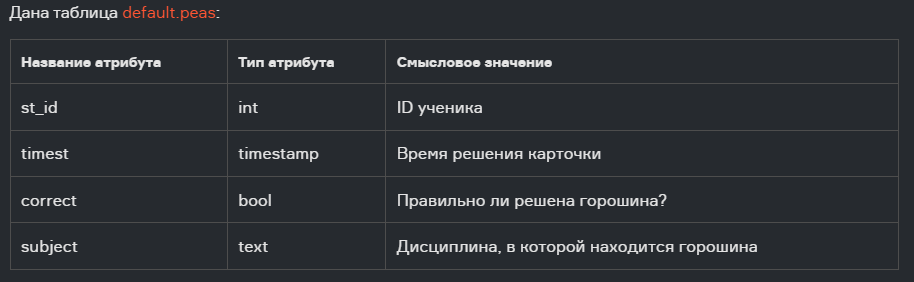 Дана таблица default.peas:
Название атрибута Тип атрибута Смысловое значение
st_id int ID ученика
timest timestamp Время решения карточки
correct bool Правильно ли решена горошина?
subject text Дисциплина, в которой находится горошина